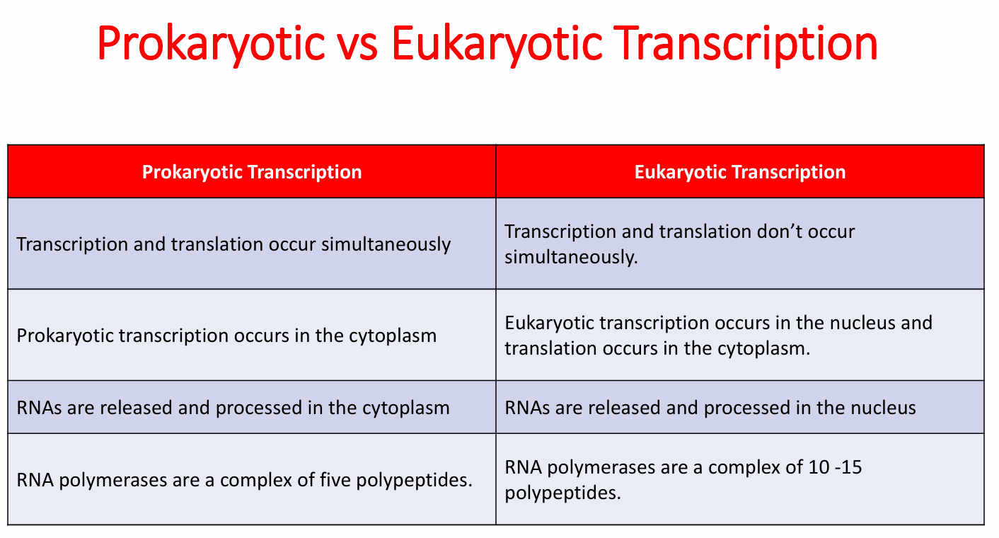 Prokaryotic vs Eukaryotic Transcription
Prokaryotic Transcription
Eukaryotic Transcription
Transcription and translation occur simultaneously
Transcription and translation don’t occur
simultaneously.
Prokaryotic transcription occurs in the cytoplasm
Eukaryotic transcription occurs in the nucleus and
translation occurs in the cytoplasm.
RNAs are released and processed in the cytoplasm
RNAs are released and processed in the nucleus
RNA polymerases are a complex of five polypeptides.
RNA polymerases are a complex of 10 -15
polypeptides.